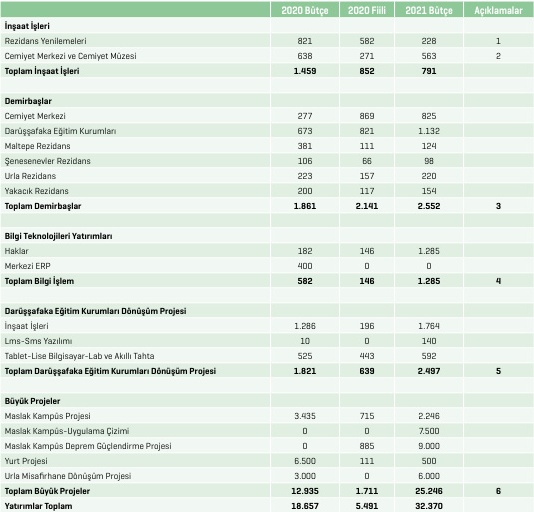 2020 Bütçe 2020 Fiili 2021 Bütçe Açıklamalar
İnşaat İşleri
Rezidans Yenilemeleri 821 582 228 1
Cemiyet Merkezi ve Cemiyet Müzesi 638 271 563 2
Toplam İnşaat İşleri 1.459 852 791
Demirbaşlar
Cemiyet Merkezi 277 869 825
Darüşşafaka Eğitim Kurumları 673 821 1.132
Maltepe Rezidans 381 111 124
Şenesenevler Rezidans 106 66 98
Urla Rezidans 223 157 220
Yakacık Rezidans 200 117 154
Toplam Demirbaşlar 1.861 2.141 2.552 3
Bilgi Teknolojileri Yatırımları
Haklar 182 146 1.285
Merkezi ERP 400 0 0
Toplam Bilgi İşlem 582 146 1.285 4
Darüşşafaka Eğitim Kurumları Dönüşüm Projesi
İnşaat İşleri 1.286 196 1.764
Lms-Sms Yazılımı 10 0 140
Tablet-Lise Bilgisayar-Lab ve Akıllı Tahta 525 443 592
Toplam Darüşşafaka Eğitim Kurumları Dönüşüm Projesi 1.821 639 2.497 5
Büyük Projeler
Maslak Kampüs Projesi 3.435 715 2.246
Maslak Kampüs-Uygulama Çizimi 0 0 7.500
Maslak Kampüs Deprem Güçlendirme Projesi 0 885 9.000
Yurt Projesi 6.500 111 500
Urla Misafirhane Dönüşüm Projesi 3.000 0 6.000
Toplam Büyük Projeler 12.935 1.711 25.246 6
Yatırımlar Toplam 18.657 5.491 32.370